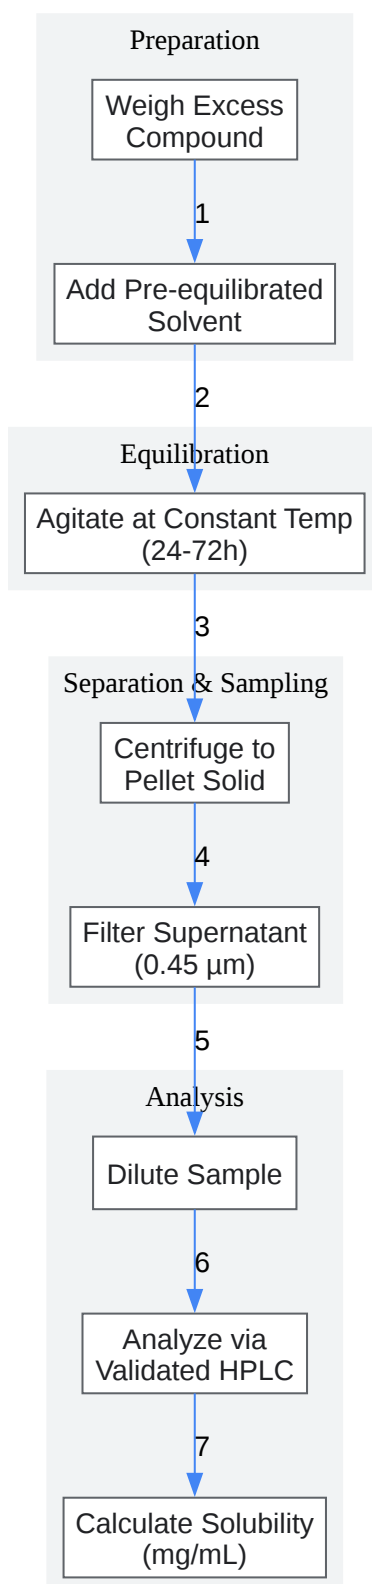 Preparation
Weigh Excess
Compound
1
Add Pre-equilibrated
Solvent
2
Equilibration
Agitate at Constant Temp
(24-72h)
3
Separation & Sampling
Centrifuge to
Pellet Solid
4
Filter Supernatant
(0.45 µm)
5
Analysis
Dilute Sample
6
Analyze via
Validated HPLC
7
Calculate Solubility
(mg/mL)